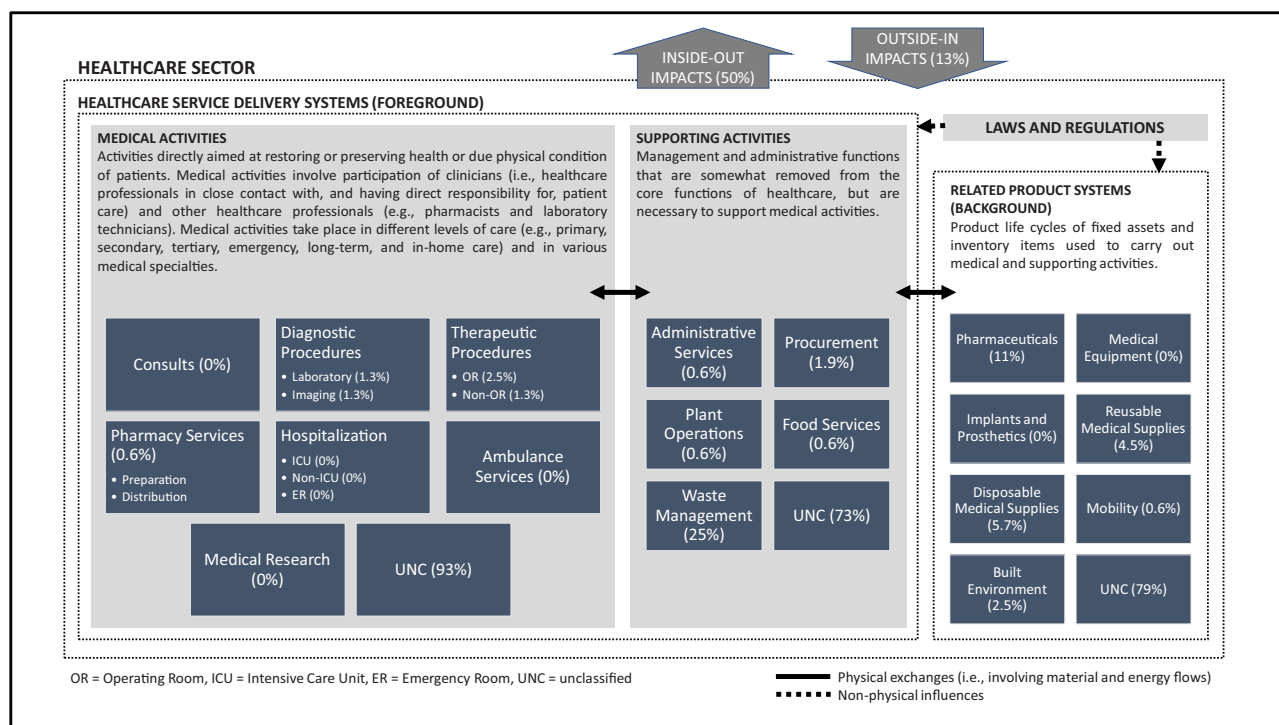 INSIDE-OUT
IMPACTS (50%)
OUTSIDE-IN
IMPACTS (13%)
HEALTHCARE SECTOR
HEALTHCARE SERVICE DELIVERY SYSTEMS (FOREGROUND)
MEDICAL ACTIVITIES
Activities directly aimed at restoring or preserving health or due physical condition
of patients. Medical activities involve participation of clinicians (i.e., healthcare
professionals in close contact with, and having direct responsibility for, patient
care) and other healthcare professionals (e.g., pharmacists and laboratory
technicians). Medical activities take place in different levels of care (e.g., primary,
secondary, tertiary, emergency, long-term, and in-home care) and in various
medical specialties.
Consults (0%)
Diagnostic
Procedures
• Laboratory (1.3%)
• Imaging (1.3%)
Therapeutic
Procedures
• OR (2.5%)
• Non-OR (1.3%)
Pharmacy Services
(0.6%)
• Preparation
• Distribution
Hospitalization
• ICU (0%)
• Non-ICU (0%)
• ER (0%)
Ambulance
Services (0%)
Medical Research
(0%)
UNC (93%)
SUPPORTING ACTIVITIES
Management and administrative functions
that are somewhat removed from the
core functions of healthcare, but are
necessary to support medical activities.
Administrative
Services
(0.6%)
Procurement
(1.9%)
Plant
Operations
(0.6%)
Food Services
(0.6%)
Waste
Management
(25%)
UNC (73%)
LAWS AND REGULATIONS
RELATED PRODUCT SYSTEMS
(BACKGROUND)
Product life cycles of fixed assets and
inventory items used to carry out
medical and supporting activities.
Pharmaceuticals
(11%)
Medical
Equipment (0%)
Implants and
Prosthetics (0%)
Reusable
Medical Supplies
(4.5%)
Disposable
Medical Supplies
(5.7%)
Mobility (0.6%)
Built
Environment
(2.5%)
UNC (79%)
OR = Operating Room, ICU = Intensive Care Unit, ER = Emergency Room, UNC = unclassified
Physical exchanges (i.e., involving material and energy flows)
Non-physical influences